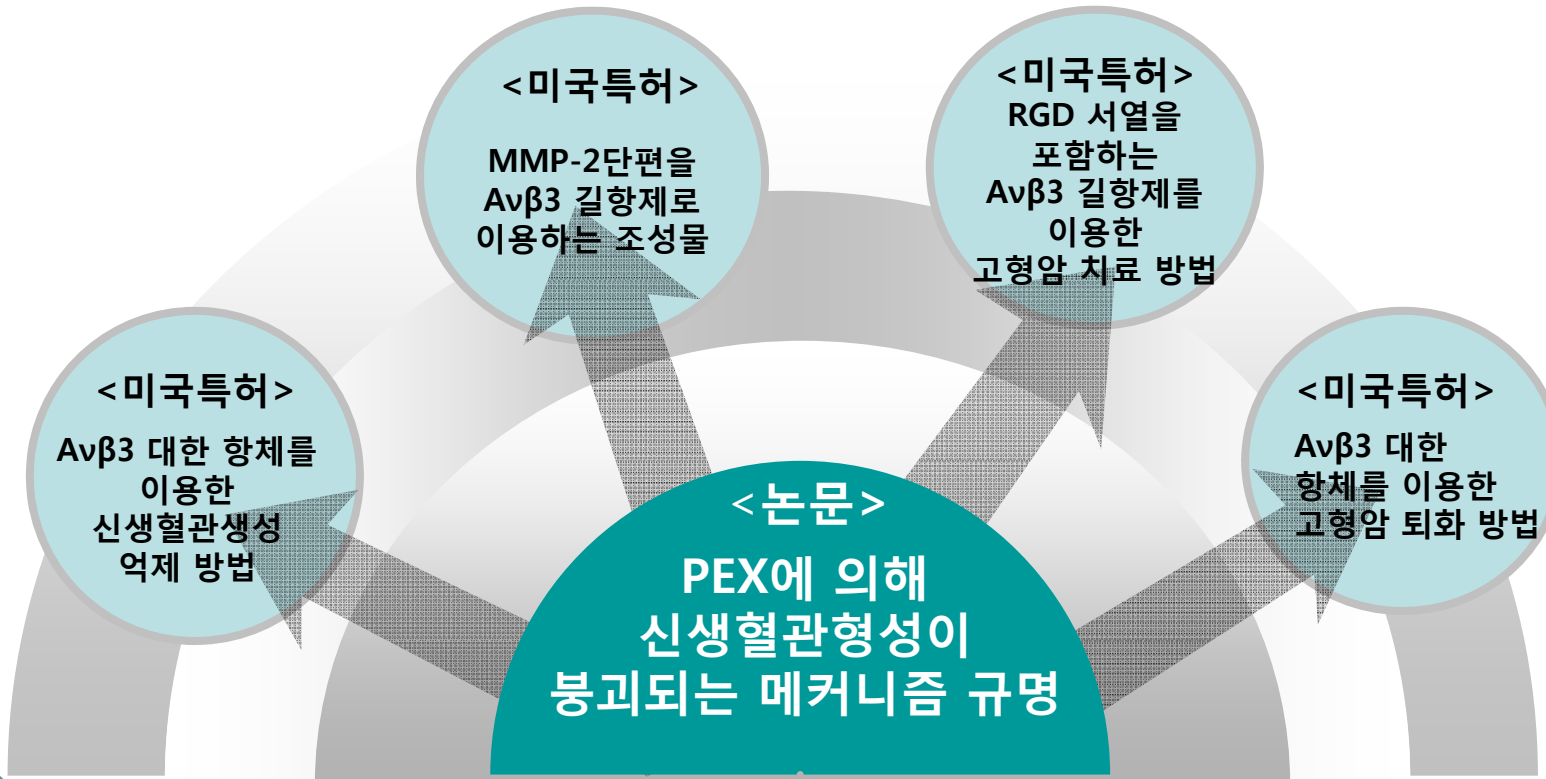 <미국특허>
Aνβ3 대한 항체를
이용한
신생혈관생성
억제 방법
<미국특허>
MMP-2단편을
Aνβ3 길항제로
이용하는 조성물
<미국특허>
RGD 서열을
포함하는
Aνβ3 길항제를
이용한
고형암 치료 방법
<미국특허>
Aνβ3 대한
항체를 이용한
고형암 퇴화 방법
<논문>
PEX에 의해
신생혈관형성이
붕괴되는 메커니즘 규명